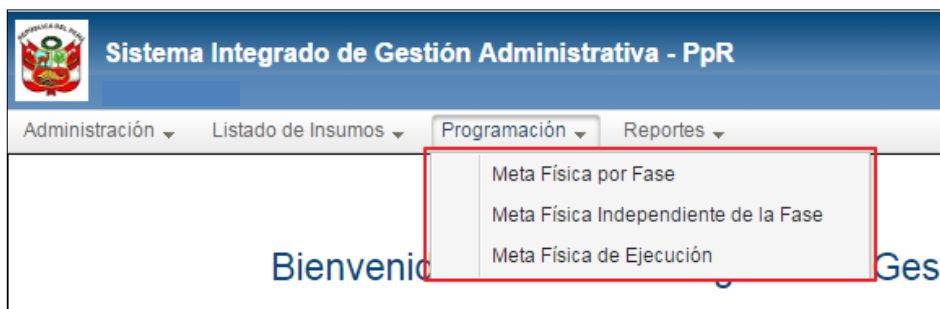 REPUBLICA DEL PERU
Sistema Integrado de Gestión Administrativa - PpR
Administración Listado de Insumos Programación Reportes
Meta Física por Fase
Meta Física Independiente de la Fase
Meta Física de Ejecución
Bienvenid Ges